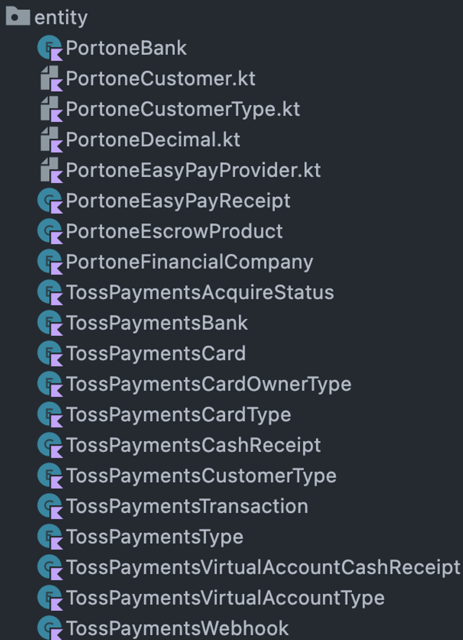 entity
PortoneBank
PortoneCustomer.kt
PortoneCustomerType.kt
PortoneDecimal.kt
PortoneEasyPayProvider.kt
PortoneEasyPayReceipt
PortoneEscrowProduct
PortoneFinancialCompany
TossPaymentsAcquireStatus
TossPaymentsBank
TossPaymentsCard
TossPaymentsCardOwnerType
TossPaymentsCardType
TossPaymentsCashReceipt
TossPaymentsCustomerType
TossPaymentsTransaction
TossPaymentsType
TossPaymentsVirtualAccountCashReceipt
TossPaymentsVirtualAccountType
TossPaymentsWebhook